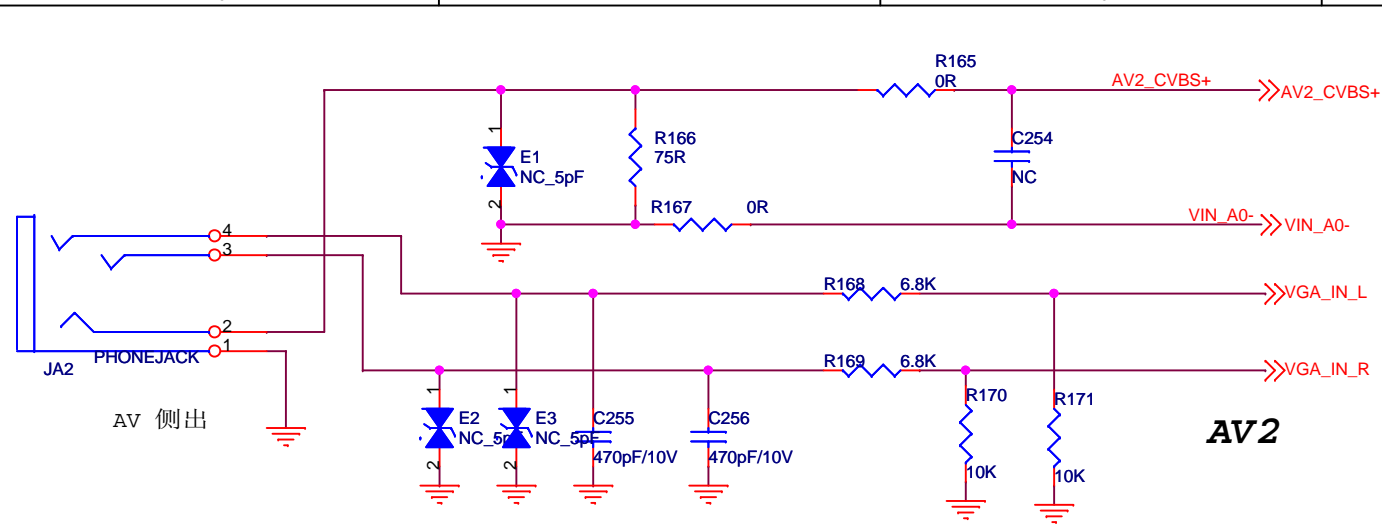 R165
0R
AV2_CVBS+
AV2_CVBS+
1
E1
NC_5pF
2
R166
75R
C254
NC
R167
0R
VIN_A0-
VIN_A0-
4
3
2
1
PHONEJACK
JA2
AV 侧出
R168
6.8K
VGA_IN_L
R169
6.8K
VGA_IN_R
1
E2
NC_5pF
2
1
E3
NC_5pF
2
C255
470pF/10V
C256
470pF/10V
R170
10K
R171
10K
AV2